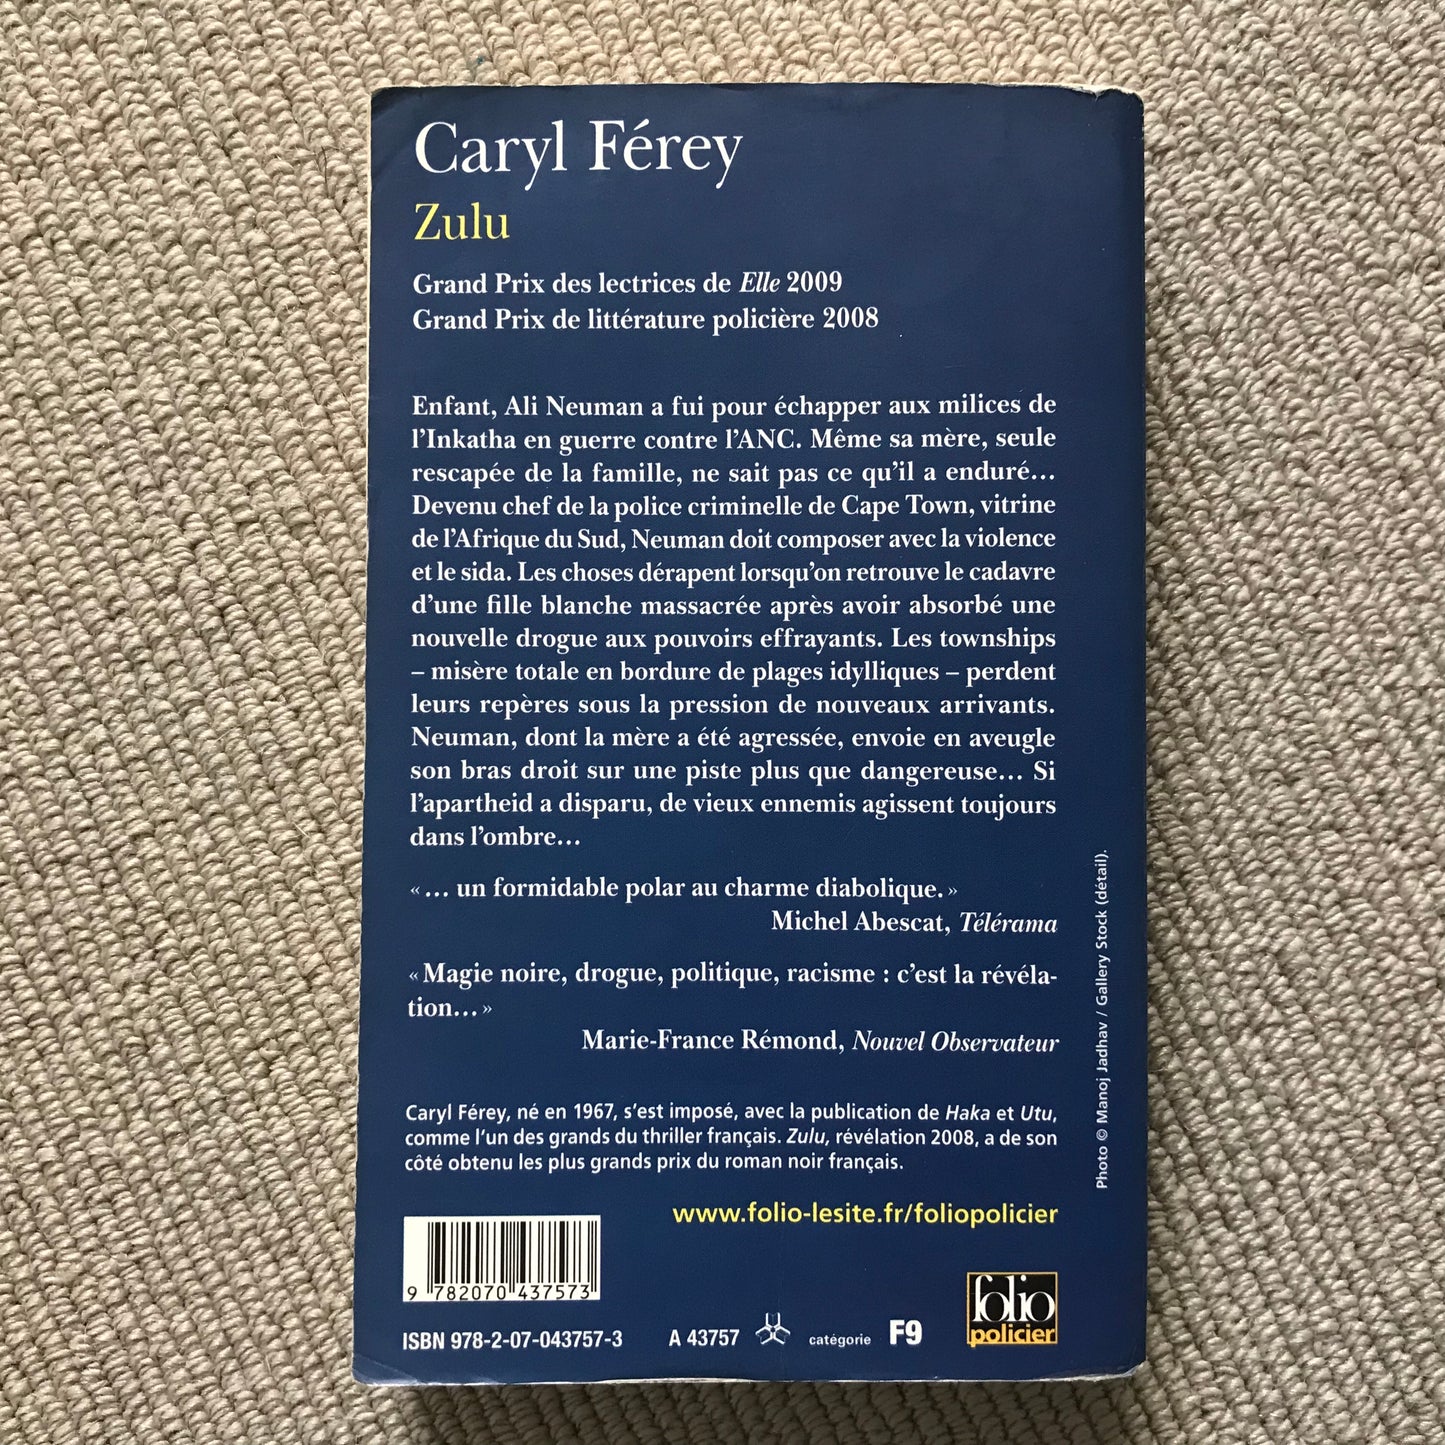 Caryl Férey
Zulu
Grand Prix des lectrices de Elle 2009
Grand Prix de littérature policière 2008
Enfant, Ali Neuman a fui pour échapper aux milices de
l'Inkatha en guerre contre l'ANC. Même sa mère, seule
rescapée de la famille, ne sait pas ce qu'il a enduré...
Devenu chef de la police criminelle de Cape Town, vitrine
de l'Afrique du Sud, Neuman doit composer avec la violence
et le sida. Les choses dérapent lorsqu'on retrouve le cadavre
d'une fille blanche massacrée après avoir absorbé une
nouvelle drogue aux pouvoirs effrayants. Les townships
– misère totale en bordure de plages idylliques – perdent
leurs repères sous la pression de nouveaux arrivants.
Neuman, dont la mère a été agressée, envoie en aveugle
son bras droit sur une piste plus que dangereuse... Si
l'apartheid a disparu, de vieux ennemis agissent toujours
dans l'ombre...
« ... un formidable polar au charme diabolique. »
Michel Abescat, Télérama
« Magie noire, drogue, politique, racisme : c'est la révéla-
tion... »
Marie-France Rémond, Nouvel Observateur
Caryl Férey, né en 1967, s'est imposé, avec la publication de Haka et Utu,
comme l'un des grands du thriller français. Zulu, révélation 2008, a de son
côté obtenu les plus grands prix du roman noir français.
www.folio-lesite.fr/foliopolicier
9 782070 437573
ISBN 978-2-07-043757-3 A 43757 catégorie F9
folio
policier
Photo © Manoj Jadhav / Gallery Stock (détail).